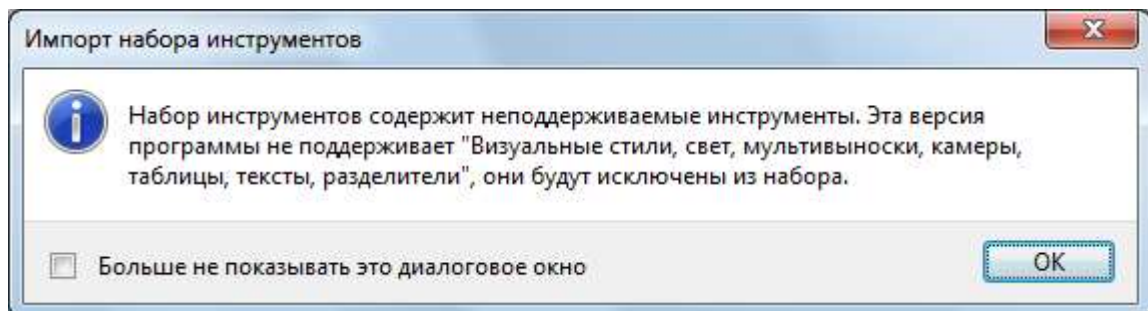 Импорт набора инструментов
Набор инструментов содержит неподдерживаемые инструменты. Эта версия
программы не поддерживает "Визуальные стили, свет, мультивыноски, камеры,
таблицы, тексты, разделители", они будут исключены из набора.
Больше не показывать это диалоговое окно
OK